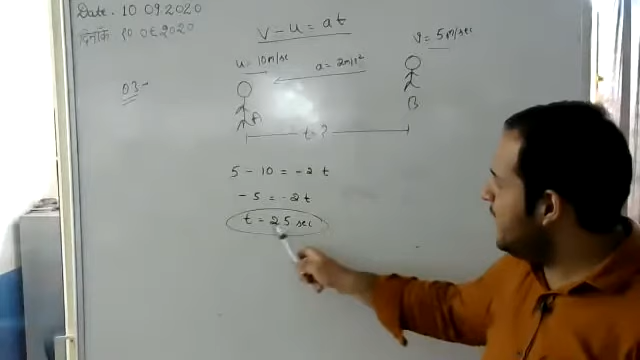 Date. 10 09 2020
दिनाँक 10 09 2020
V - u = at
v = 5 m/sec
u = 10 m/sec
a = 2m/s²
03 -
A
B
t = ?
5 - 10 = -2 t
- 5 = -2 t
t = 2.5 sec